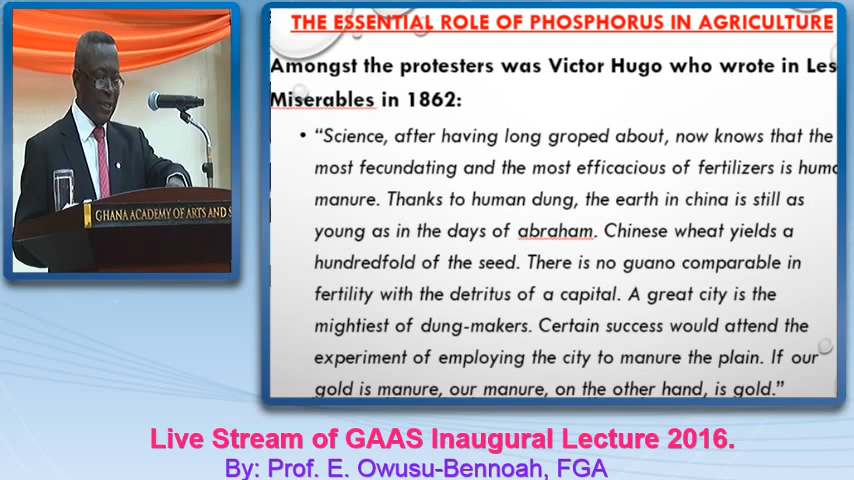 THE ESSENTIAL ROLE OF PHOSPHORUS IN AGRICULTURE
Amongst the protesters was Victor Hugo who wrote in Les
Miserables in 1862:
• “Science, after having long groped about, now knows that the
most fecundating and the most efficacious of fertilizers is
manure. Thanks to human dung, the earth in china is still as
young as in the days of abraham. Chinese wheat yields a
hundredfold of the seed. There is no guano comparable in
fertility with the detritus of a capital. A great city is the
mightiest of dung-makers. Certain success would attend the
experiment of employing the city to manure the plain. If our
gold is manure, our manure, on the other hand, is gold.”
GHANA ACADEMY OF ARTS AND
Live Stream of GAAS Inaugural Lecture 2016.
By: Prof. E. Owusu-Bennoah, FGA